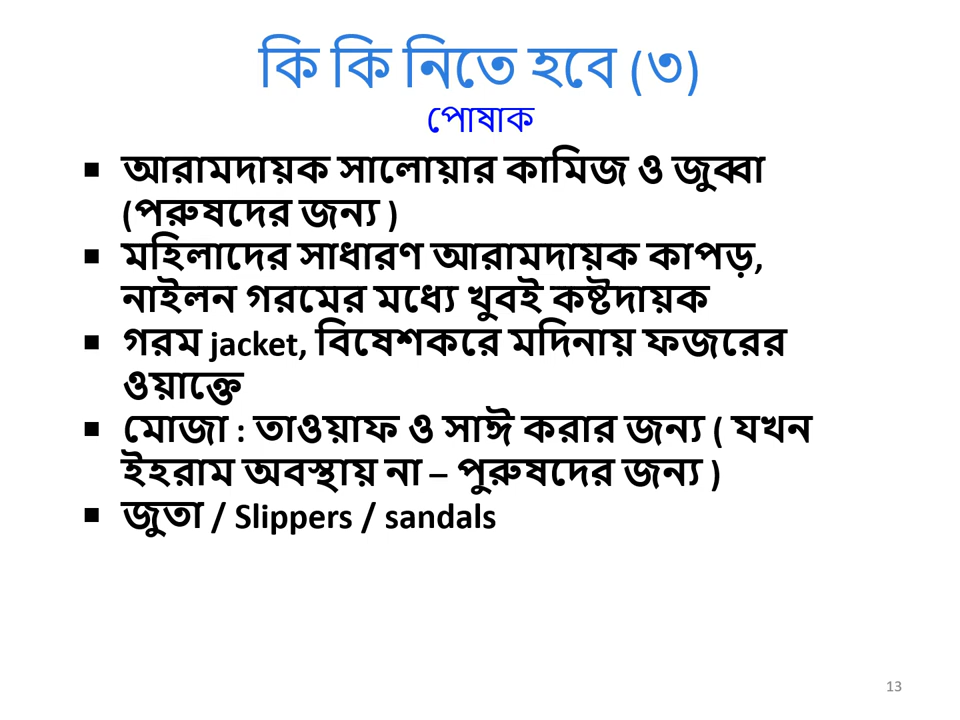 কি কি নিতে হবে (৩)
পোষাক
▪ আরামদায়ক সালোয়ার কামিজ ও জুব্বা
(পরুষদের জন্য )
▪ মহিলাদের সাধারণ আরামদায়ক কাপড়,
নাইলন গরমের মধ্যে খুবই কষ্টদায়ক
▪ গরম jacket, বিষেশকরে মদিনায় ফজরের
ওয়াক্তে
▪ মোজা : তাওয়াফ ও সাঈ করার জন্য ( যখন
ইহরাম অবস্থায় না – পুরুষদের জন্য )
▪ জুতা / Slippers / sandals
13